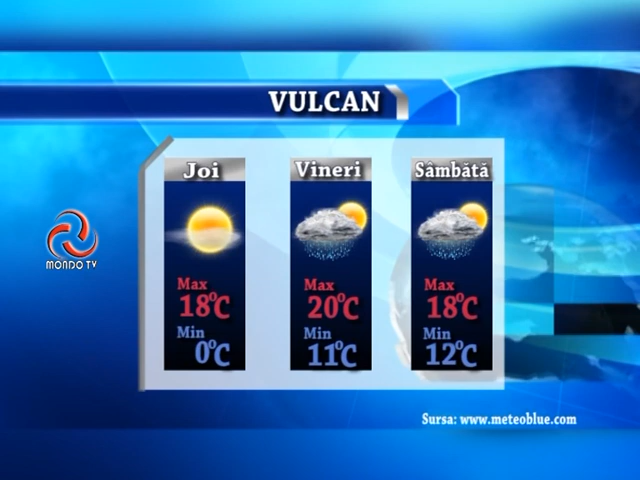 VULCAN
Joi
Max
18°C
Min
0°C
Vineri
Max
20°C
Min
11°C
Sâmbătă
Max
18°C
Min
12°C
MONDO TV
Sursa: www.meteoblue.com